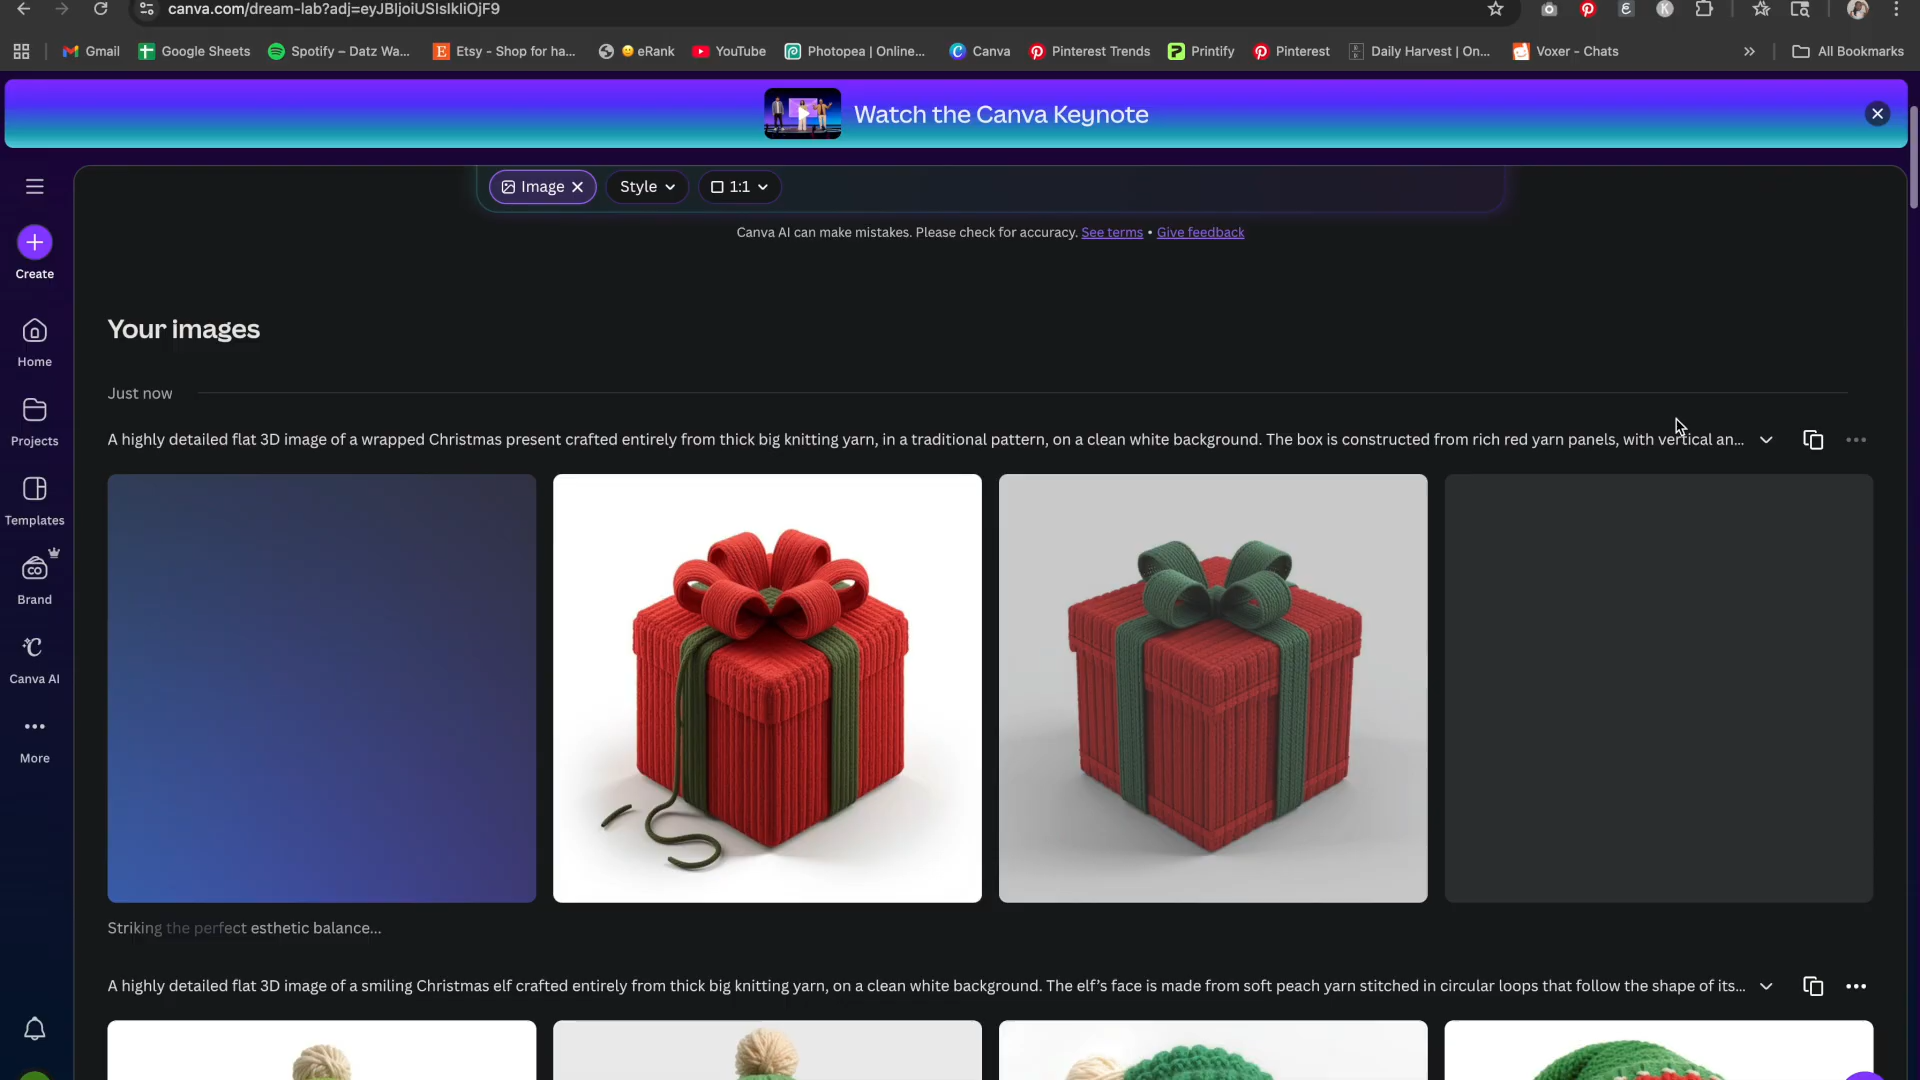 canva.com/dream-lab?adj=eyJBIjoiUSIsIkIiOjF9
Gmail
Google Sheets
Spotify – Datz Wa...
Etsy - Shop for ha...
eRank
YouTube
Photopea | Online...
Canva
Pinterest Trends
Printify
Pinterest
Daily Harvest | On...
Voxer - Chats
All Bookmarks
Watch the Canva Keynote
Image
Style
1:1
Canva AI can make mistakes. Please check for accuracy. See terms • Give feedback
Create
Home
Projects
Templates
Brand
Canva AI
More
Your images
Just now
A highly detailed flat 3D image of a wrapped Christmas present crafted entirely from thick big knitting yarn, in a traditional pattern, on a clean white background. The box is constructed from rich red yarn panels, with vertical an...
Striking the perfect esthetic balance...
A highly detailed flat 3D image of a smiling Christmas elf crafted entirely from thick big knitting yarn, on a clean white background. The elf’s face is made from soft peach yarn stitched in circular loops that follow the shape of its...